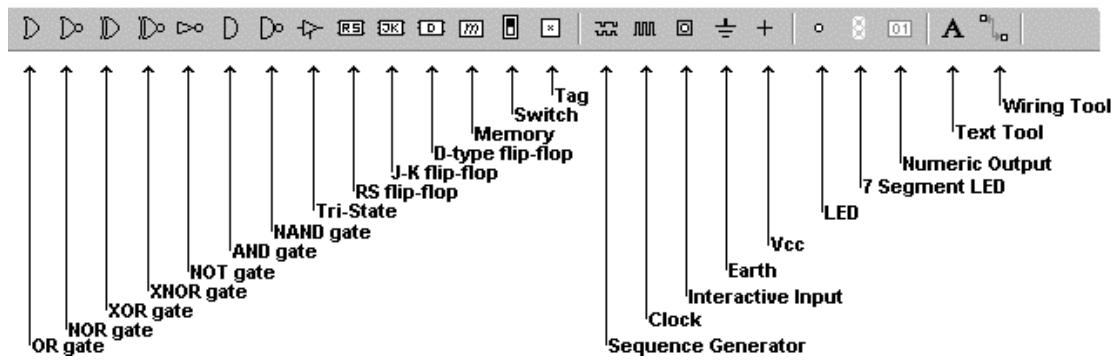 RS JK D m × 01 A
Tag
Wiring Tool
Switch
Memory
Text Tool
D-type flip-flop
Numeric Output
J-K flip-flop
7 Segment LED
RS flip-flop
Tri-State
LED
NAND gate
Vcc
AND gate
NOT gate
Earth
XNOR gate
Interactive Input
XOR gate
Clock
NOR gate
OR gate
Sequence Generator